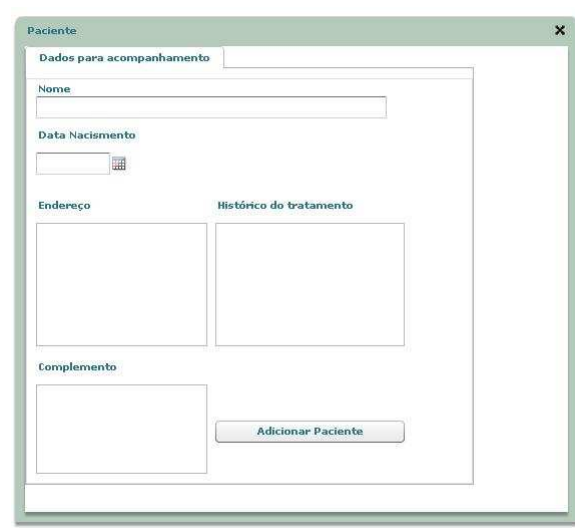 Paciente
Dados para acompanhamento
Nome
Data Nacismento
Endereço Histórico do tratamento
Complemento
Adicionar Paciente